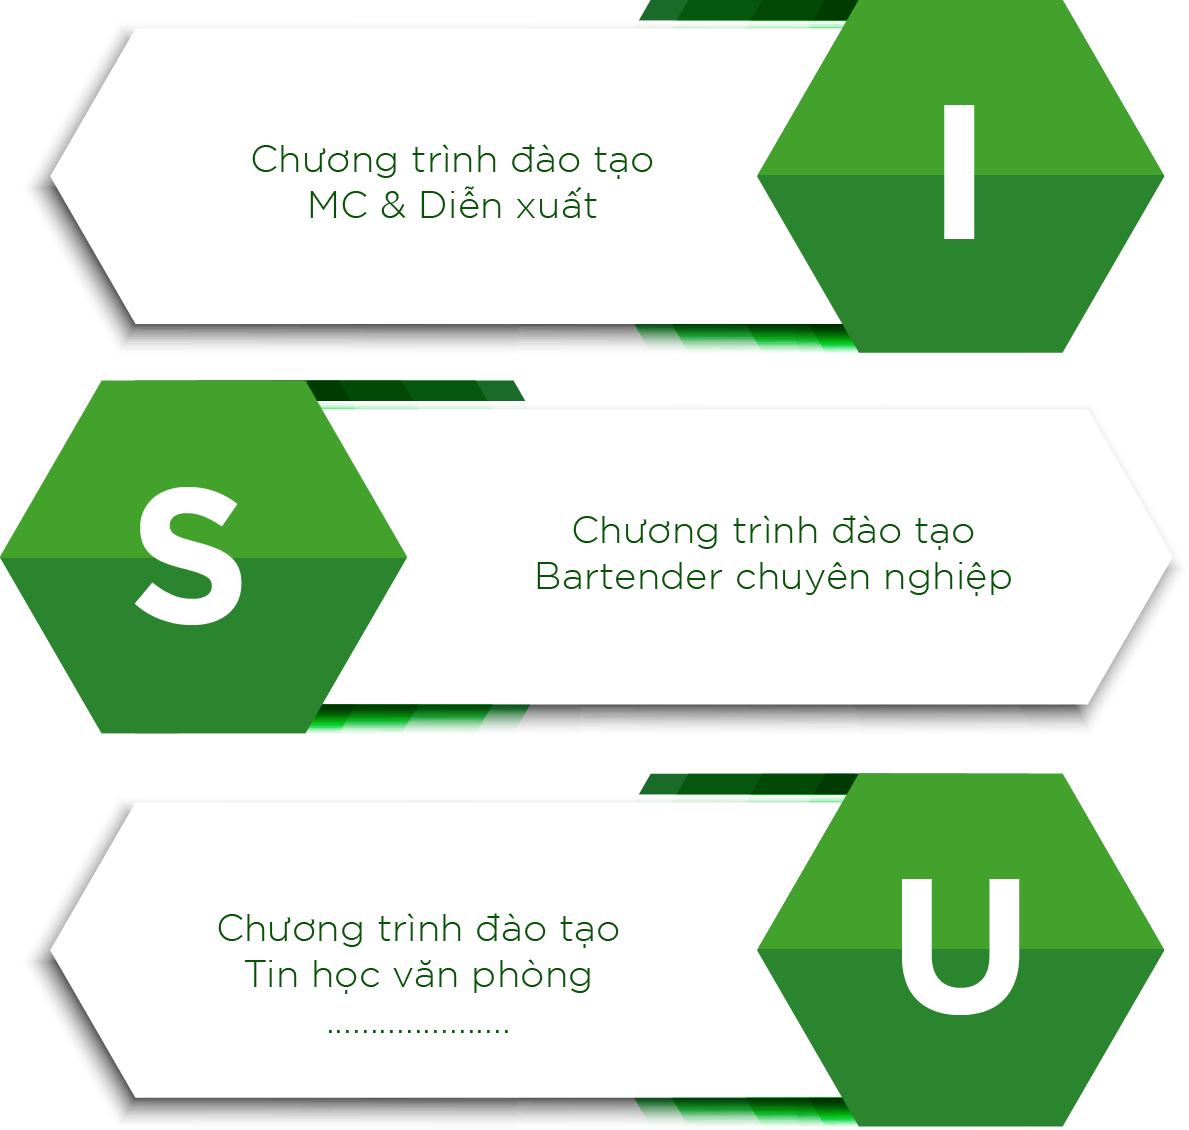 Chương trình đào tạo
MC & Diễn xuất
I
S
Chương trình đào tạo
Bartender chuyên nghiệp
Chương trình đào tạo
Tin học văn phòng
.....................
U